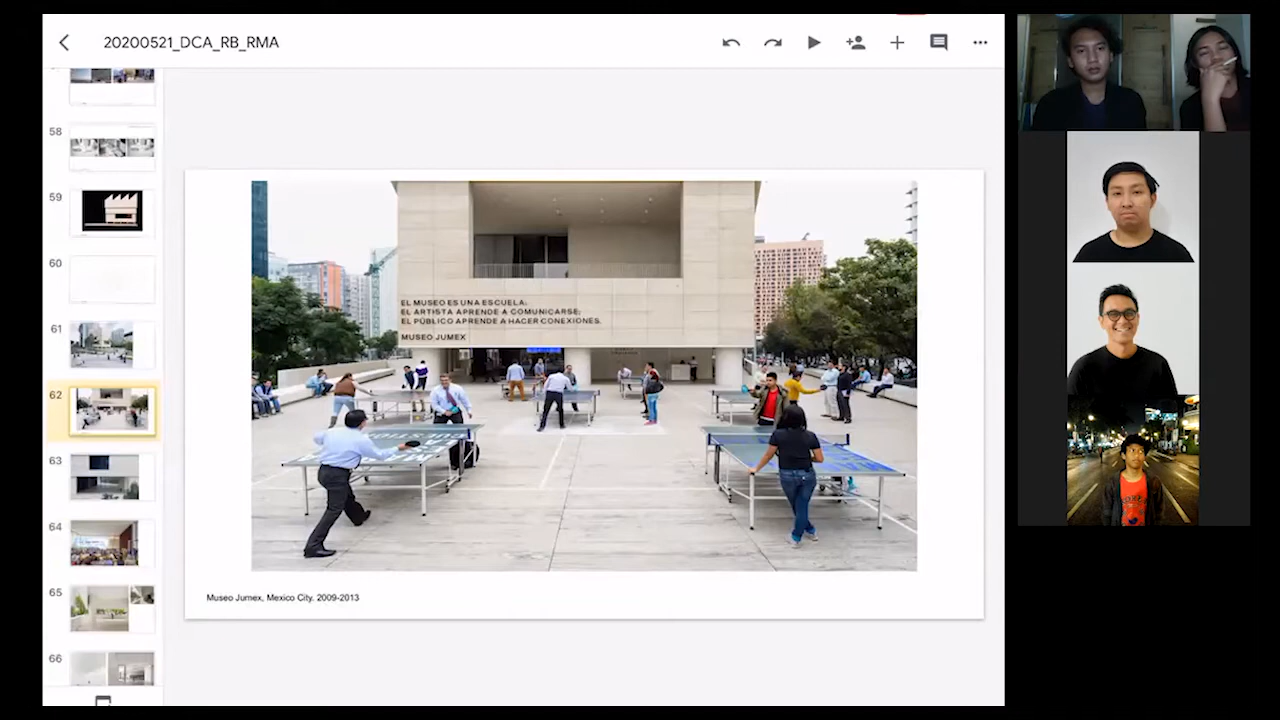 20200521_DCA_RB_RMA
58
59
60
61
62
63
64
65
66
EL MUSEO ES UNA ESCUELA:
EL ARTISTA APRENDE A COMUNICARSE;
EL PÚBLICO APRENDE A HACER CONEXIONES.
MUSEO JUMEX
Museo Jumex, Mexico City. 2009-2013